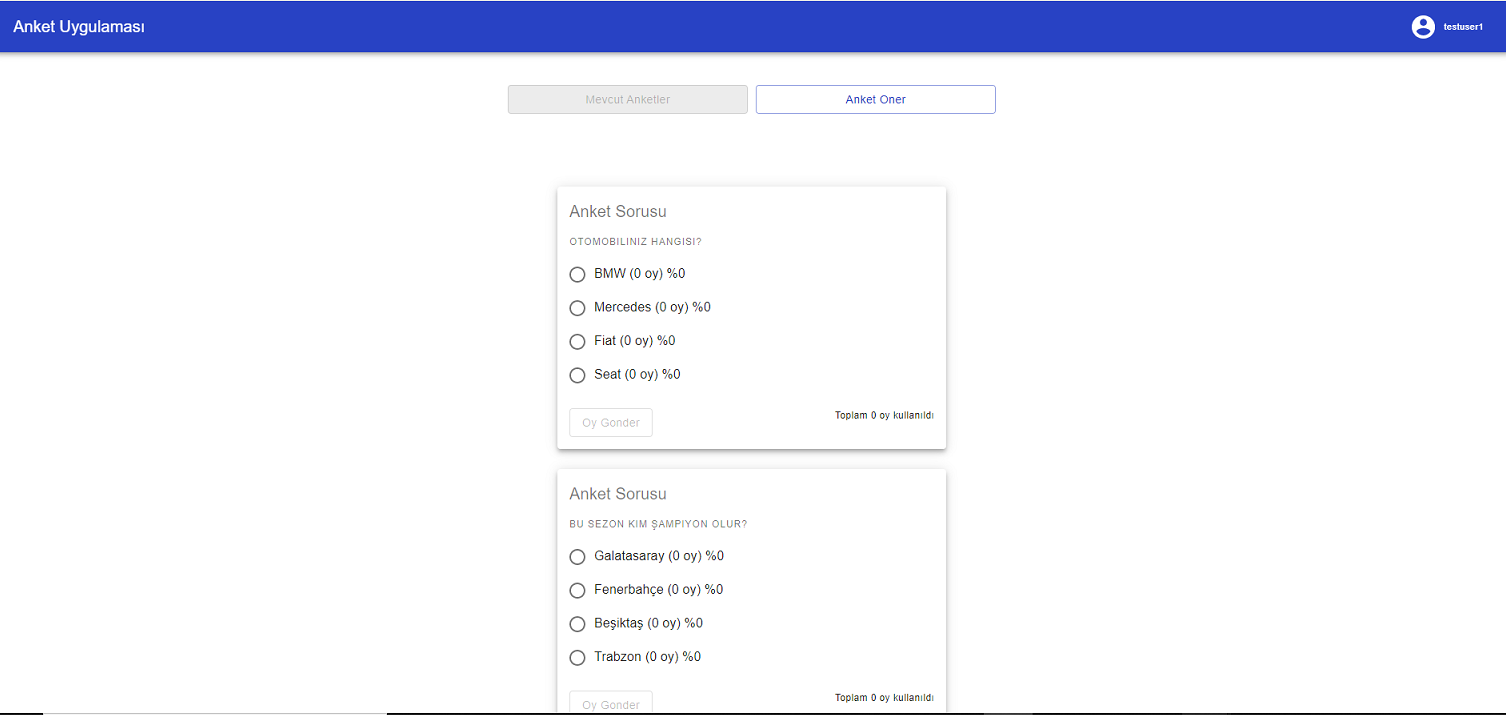 Anket Uygulaması
testuser1
Mevcut Anketler
Anket Oner
Anket Sorusu
OTOMOBILINIZ HANGISI?
BMW (0 oy) %0
Mercedes (0 oy) %0
Fiat (0 oy) %0
Seat (0 oy) %0
Oy Gonder
Toplam 0 oy kullanıldı
Anket Sorusu
BU SEZON KIM ŞAMPIYON OLUR?
Galatasaray (0 oy) %0
Fenerbahçe (0 oy) %0
Beşiktaş (0 oy) %0
Trabzon (0 oy) %0
Oy Gonder
Toplam 0 oy kullanıldı